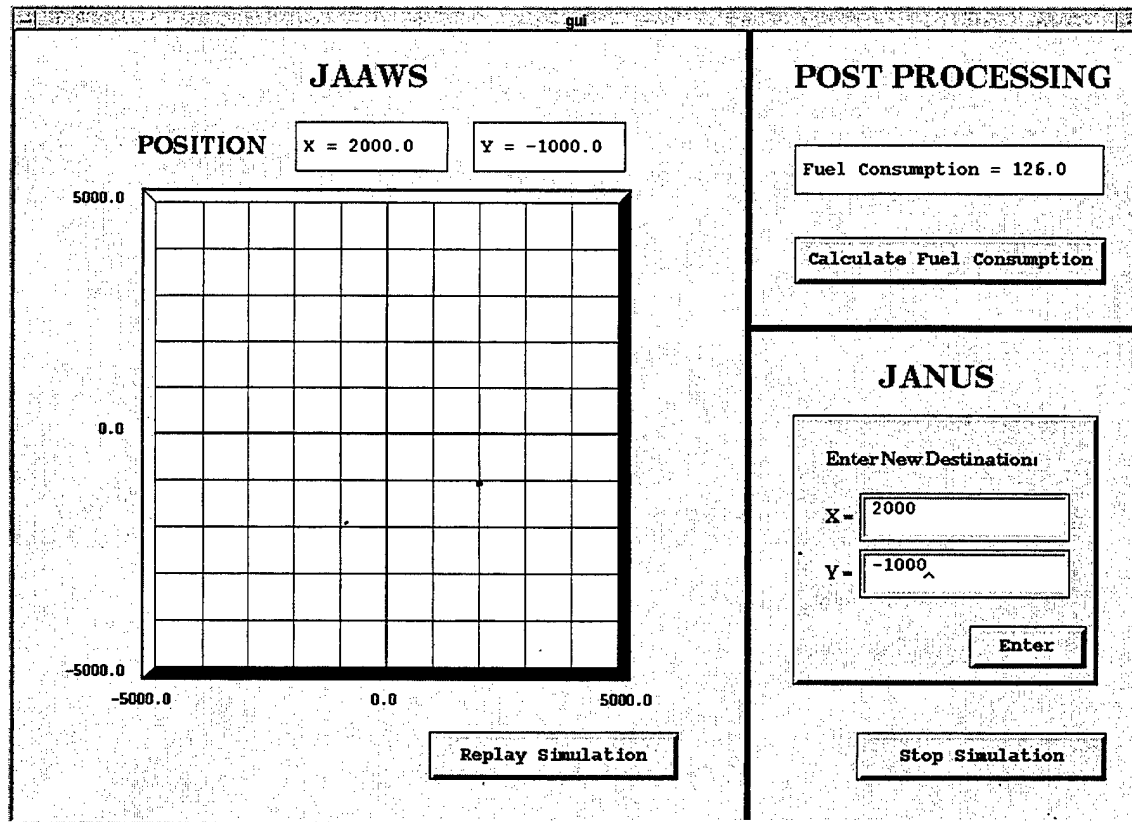 gui
JAAWS
POSITION
X = 2000.0
Y = -1000.0
5000.0
0.0
-5000.0
-5000.0
0.0
5000.0
Replay Simulation
POST PROCESSING
Fuel Consumption = 126.0
Calculate Fuel Consumption
JANUS
Enter New Destination:
X=
2000
Y=
-1000
Enter
Stop Simulation